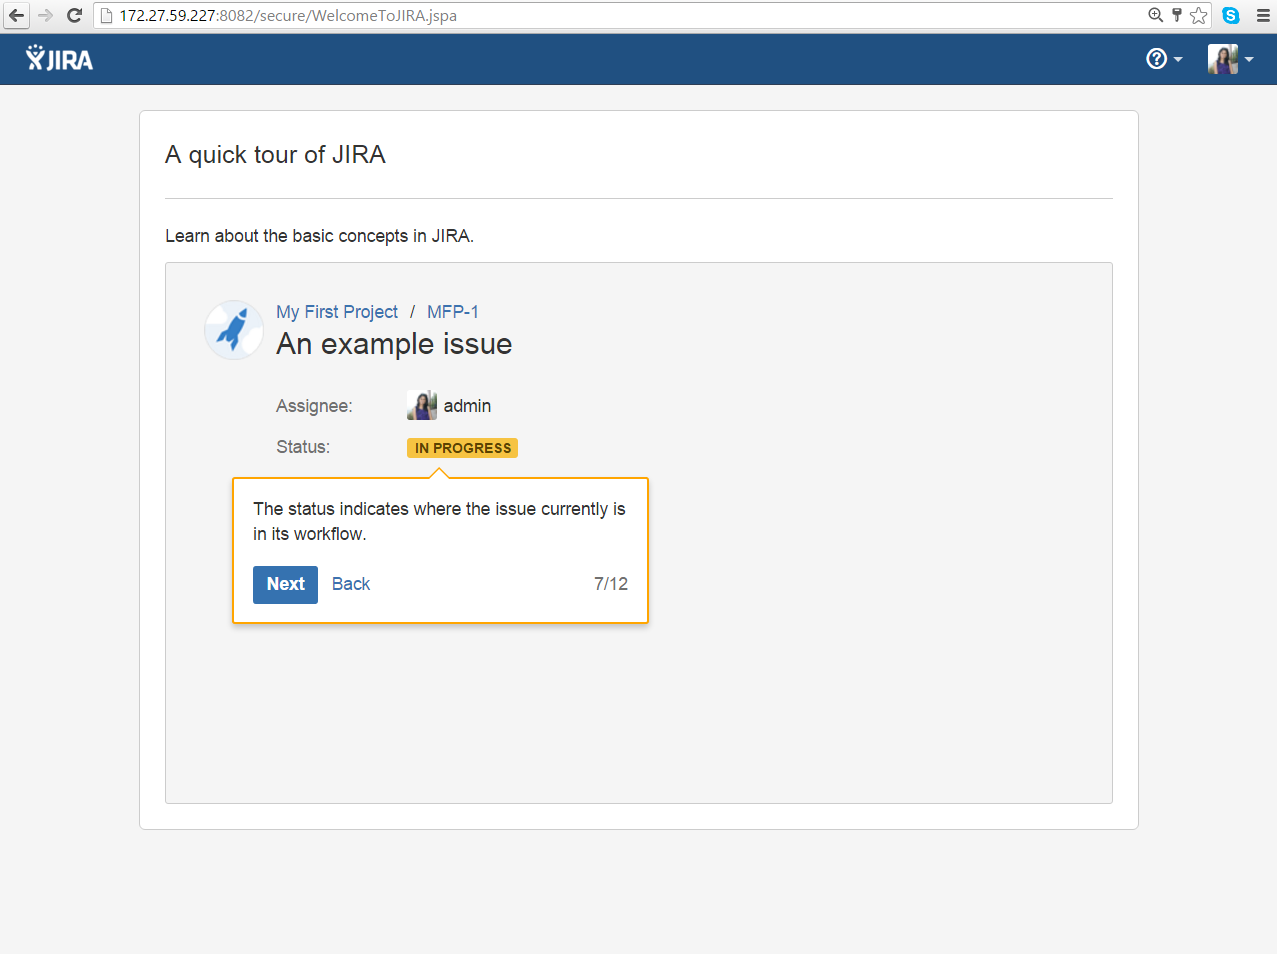 172.27.59.227:8082/secure/WelcomeToJIRA.jspa
JIRA
A quick tour of JIRA
Learn about the basic concepts in JIRA.
My First Project / MFP-1
An example issue
Assignee: admin
Status: IN PROGRESS
The status indicates where the issue currently is
in its workflow.
Next Back 7/12